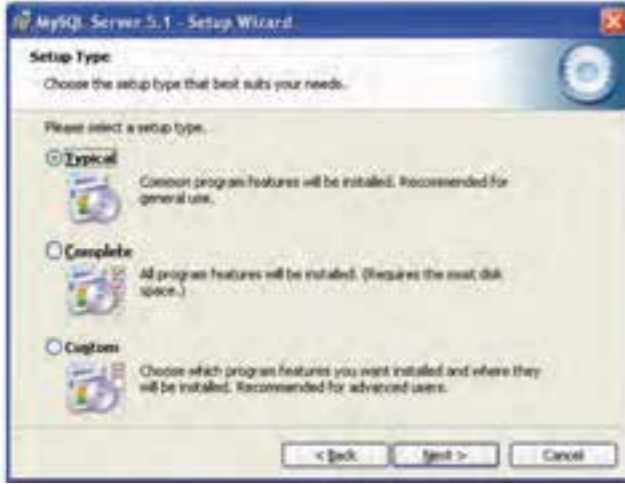 MySQL Server 5.1 - Setup Wizard
Setup Type
Choose the setup type that best suits your needs.
Please select a setup type.
Typical
Common program features will be installed. Recommended for
general use.
Complete
All program features will be installed. (Requires the most disk
space.)
Custom
Choose which program features you want installed and where they
will be installed. Recommended for advanced users.
< Back
Next >
Cancel